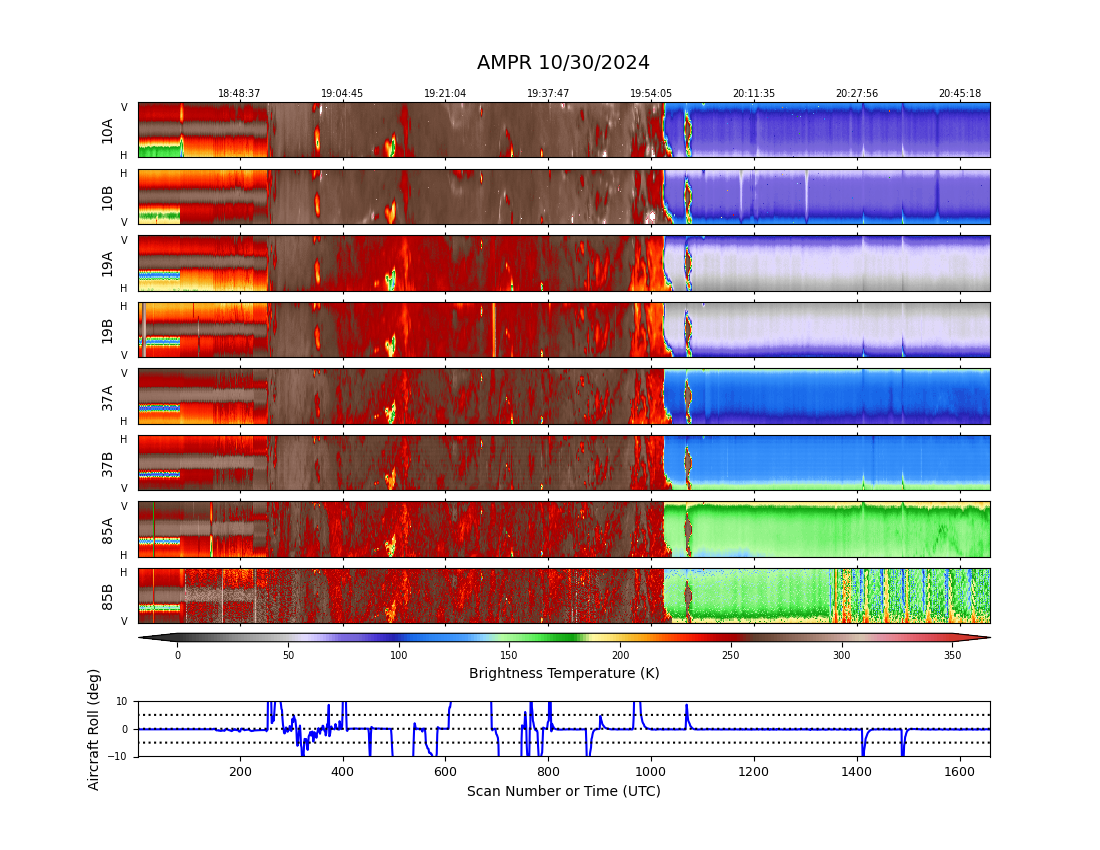 AMPR 10/30/2024
18:48:37 19:04:45 19:21:04 19:37:47 19:54:05 20:11:35 20:27:56 20:45:18
V
10A
H
H
10B
V
V
19A
H
H
19B
V
V
37A
H
H
37B
V
V
85A
H
H
85B
V
0 50 100 150 200 250 300 350
Brightness Temperature (K)
Aircraft Roll (deg)
10
0
−10
200 400 600 800 1000 1200 1400 1600
Scan Number or Time (UTC)